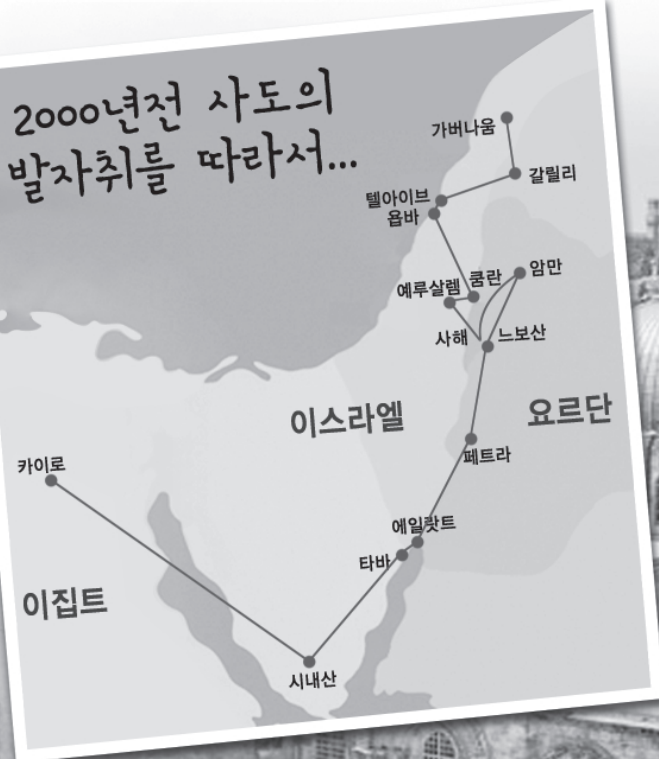 2000년전 사도의
발자취를 따라서...
가버나움
갈릴리
텔아이브
욥바
쿰란
암만
예루살렘
사해
느보산
이스라엘
요르단
페트라
카이로
에일랏트
타바
이집트
시내산